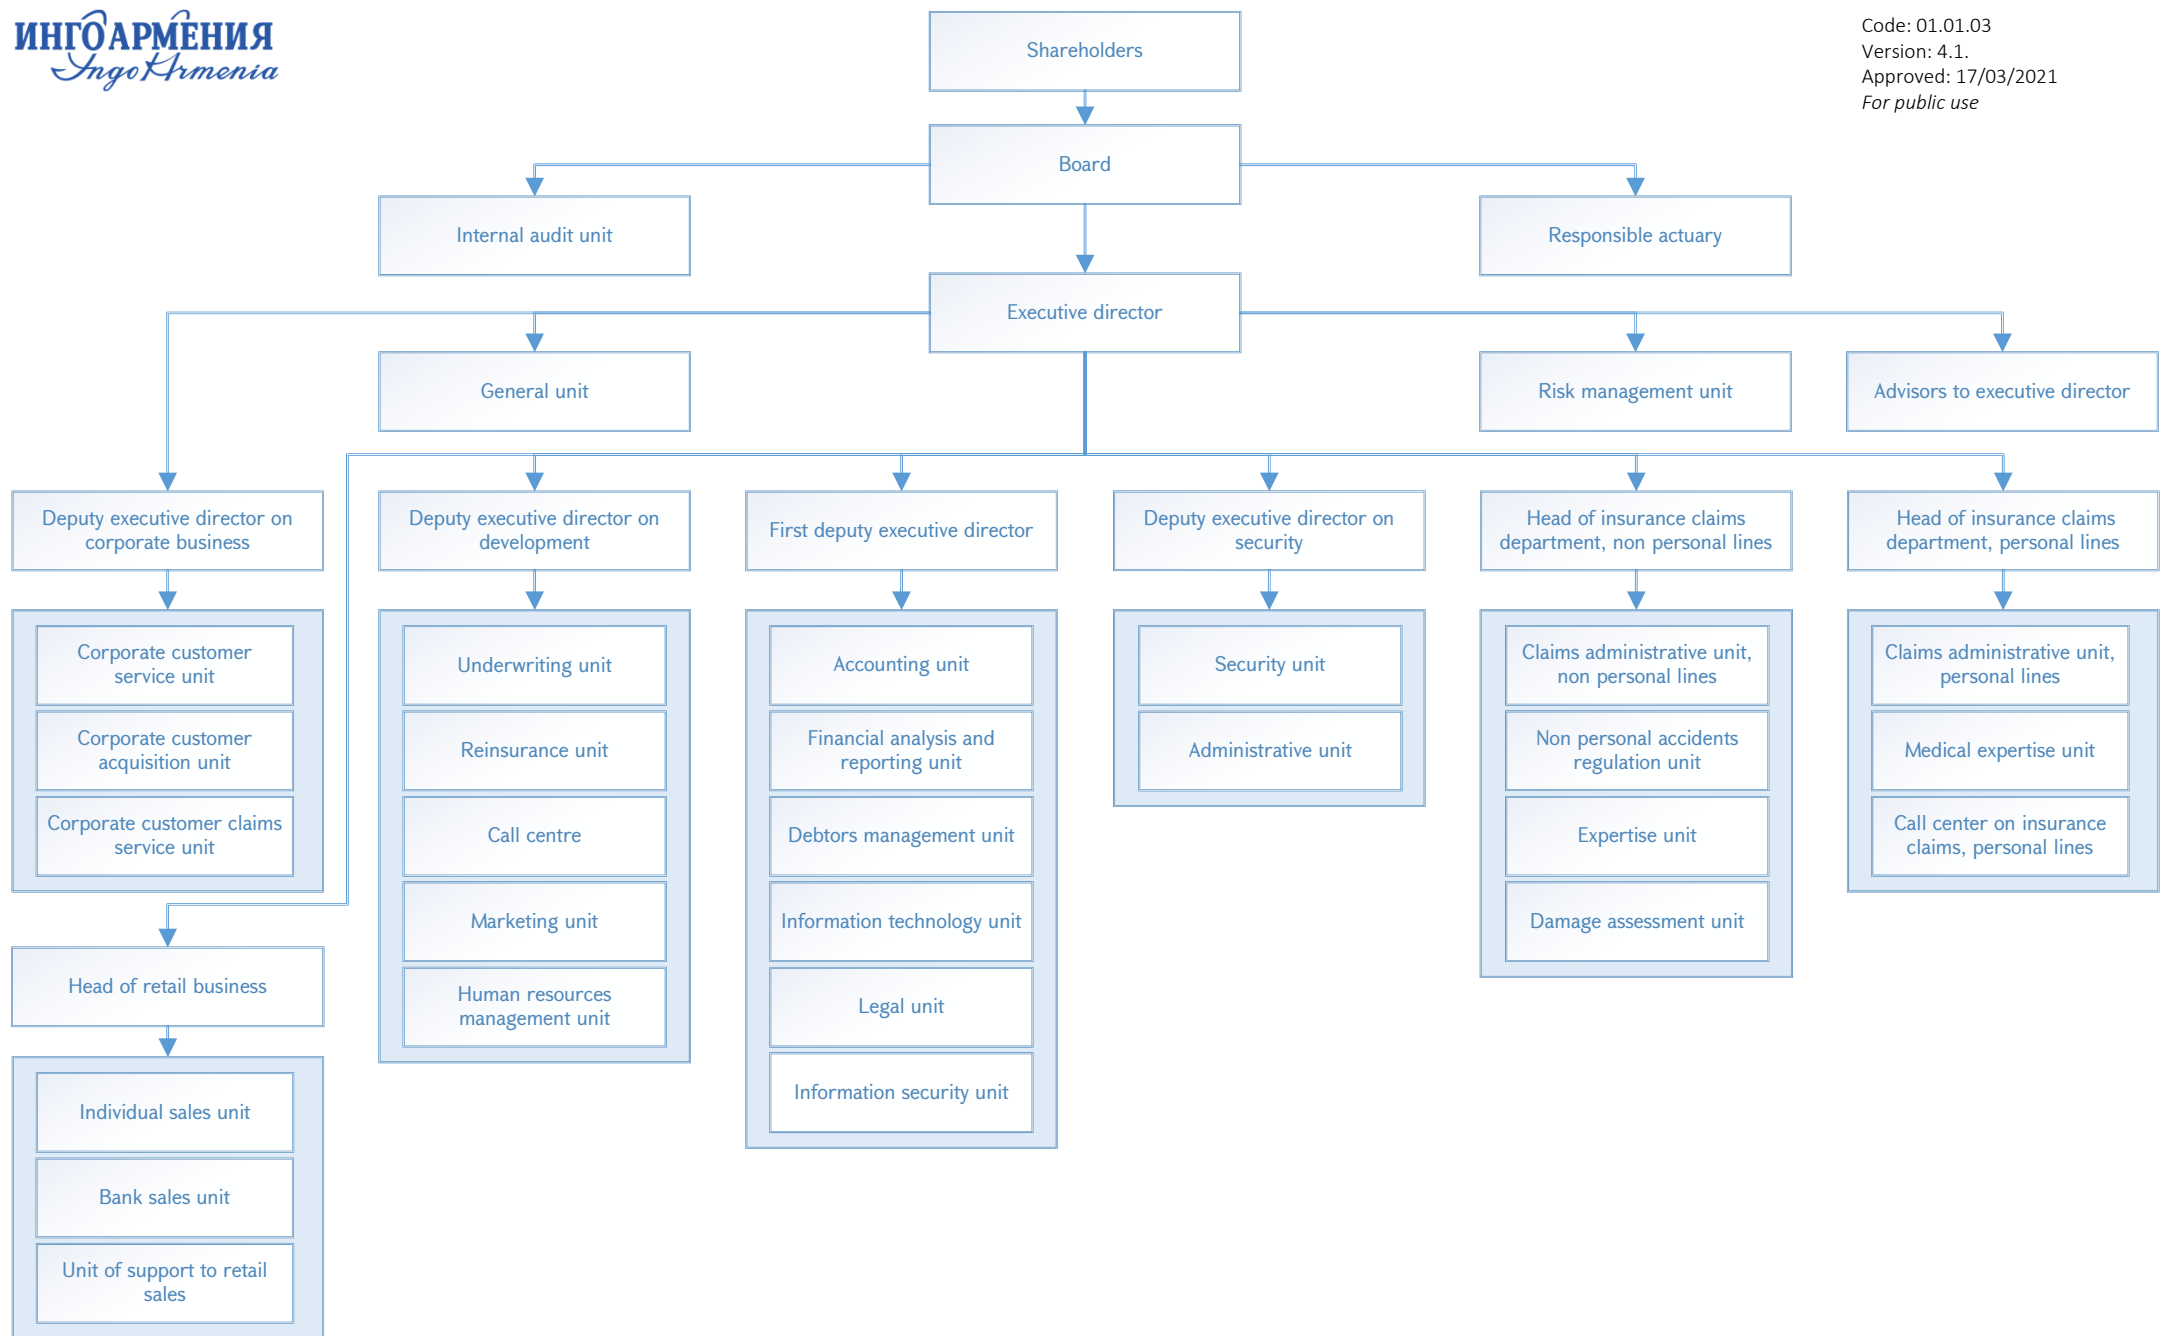 ИНГОАРМЕНИЯ
IngoArmenia
Code: 01.01.03
Version: 4.1.
Approved: 17/03/2021
For public use
Shareholders
Board
Internal audit unit
Responsible actuary
Executive director
General unit
Risk management unit
Advisors to executive director
Deputy executive director on
corporate business
Deputy executive director on
development
First deputy executive director
Deputy executive director on
security
Head of insurance claims
department, non personal lines
Head of insurance claims
department, personal lines
Corporate customer
service unit
Corporate customer
acquisition unit
Corporate customer claims
service unit
Underwriting unit
Reinsurance unit
Call centre
Marketing unit
Human resources
management unit
Accounting unit
Financial analysis and
reporting unit
Debtors management unit
Information technology unit
Legal unit
Information security unit
Security unit
Administrative unit
Claims administrative unit,
non personal lines
Non personal accidents
regulation unit
Expertise unit
Damage assessment unit
Claims administrative unit,
personal lines
Medical expertise unit
Call center on insurance
claims, personal lines
Head of retail business
Individual sales unit
Bank sales unit
Unit of support to retail
sales